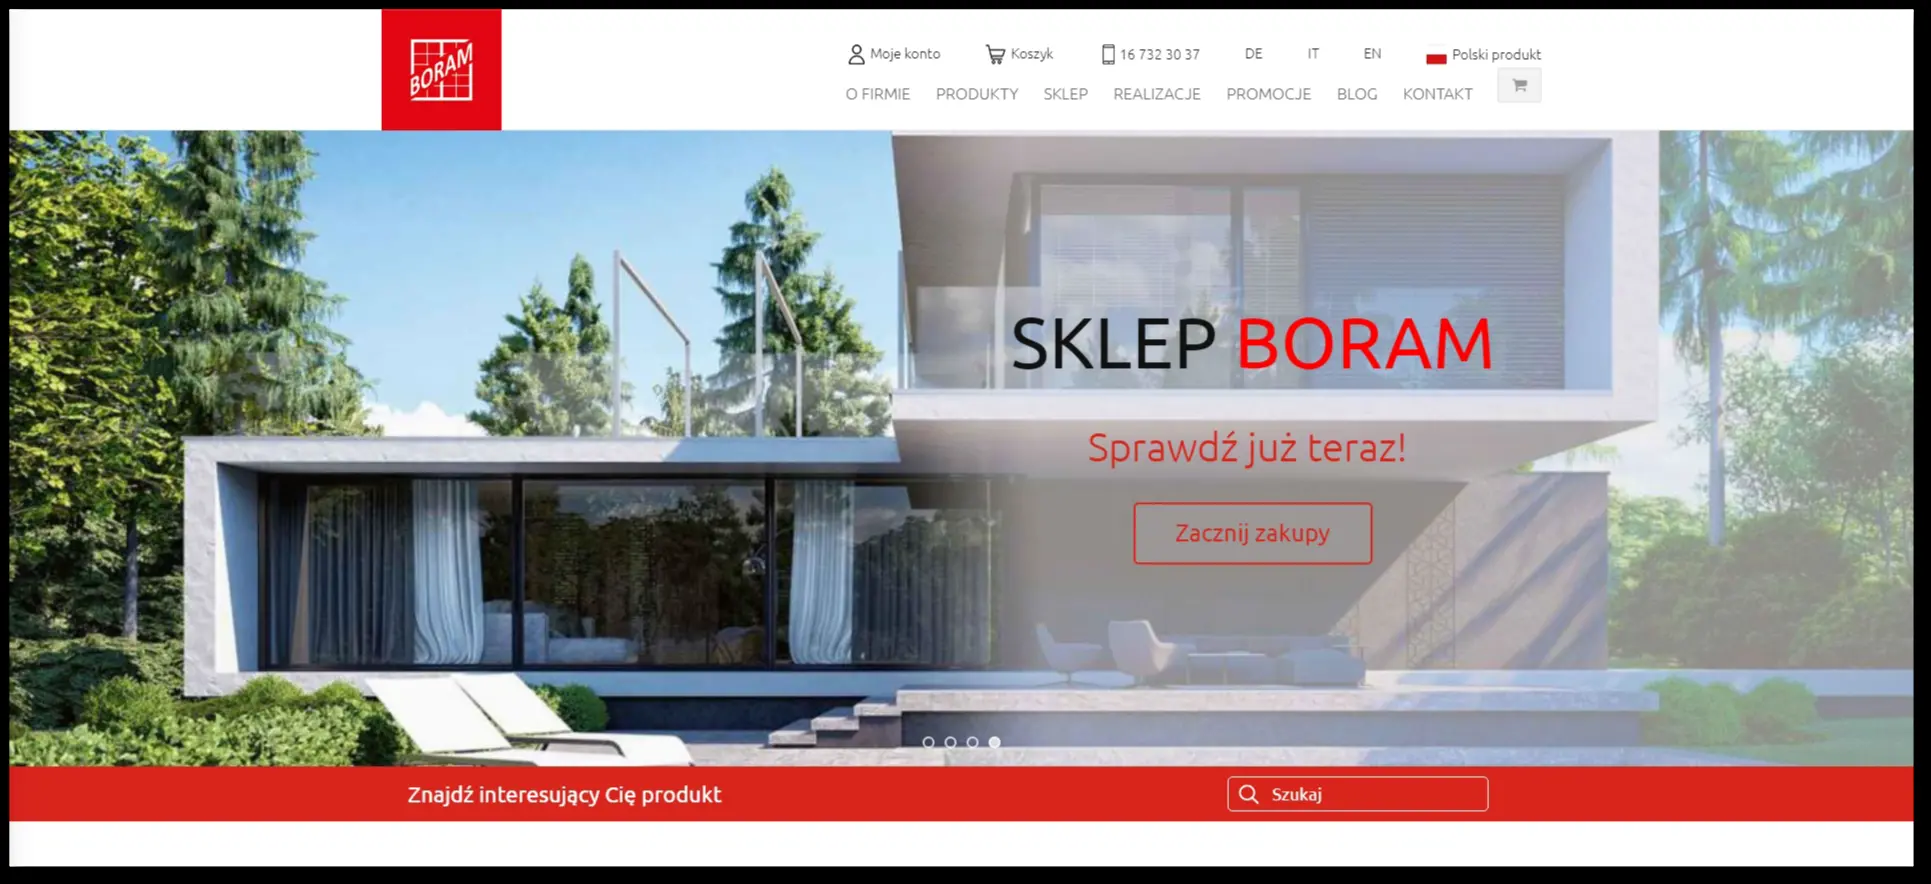 BORAM
Moje konto
Koszyk
16 732 30 37
DE
IT
EN
Polski produkt
O FIRMIE
PRODUKTY
SKLEP
REALIZACJE
PROMOCJE
BLOG
KONTAKT
SKLEP BORAM
Sprawdź już teraz!
Zacznij zakupy
Znajdź interesujący Cię produkt
Szukaj